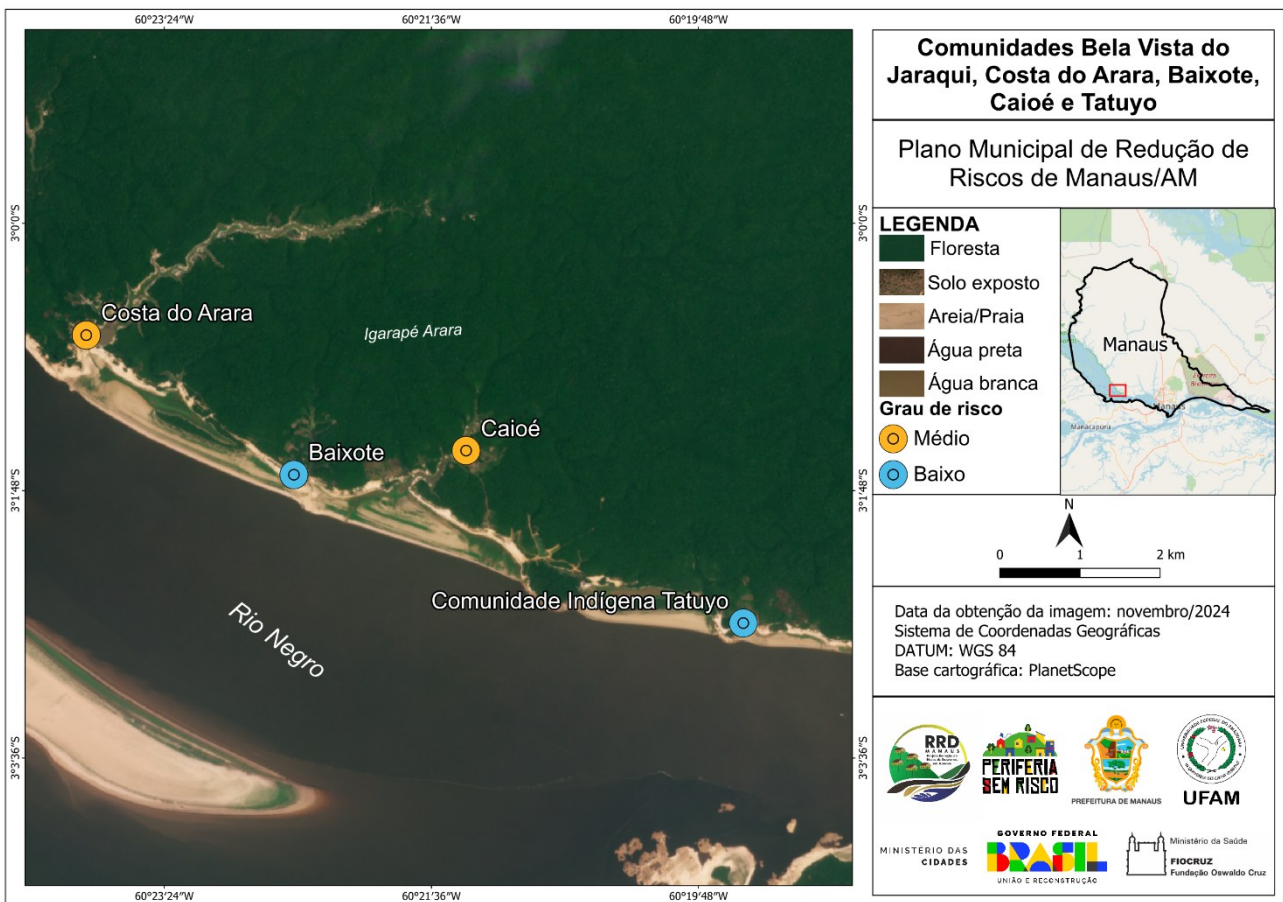 60°23′24″W
60°21′36″W
60°19′48″W
3°0′0″S
3°1′48″S
3°3′36″S
3°0′0″S
3°1′48″S
3°3′36″S
60°23′24″W
60°21′36″W
60°19′48″W
Costa do Arara
Igarapé Arara
Caioé
Baixote
Comunidade Indígena Tatuyo
Rio Negro
Comunidades Bela Vista do
Jaraqui, Costa do Arara, Baixote,
Caioé e Tatuyo
Plano Municipal de Redução de
Riscos de Manaus/AM
LEGENDA
Floresta
Solo exposto
Areia/Praia
Água preta
Água branca
Grau de risco
Médio
Baixo
Manaus
Manaus
Manacapuru
N
0 1 2 km
Data da obtenção da imagem: novembro/2024
Sistema de Coordenadas Geográficas
DATUM: WGS 84
Base cartográfica: PlanetScope
RRD
MANAUS
PERIFERIA
SEM RISCO
PREFEITURA DE MANAUS
UFAM
MINISTÉRIO DAS
CIDADES
GOVERNO FEDERAL
BRASIL
UNIÃO E RECONSTRUÇÃO
Ministério da Saúde
FIOCRUZ
Fundação Oswaldo Cruz